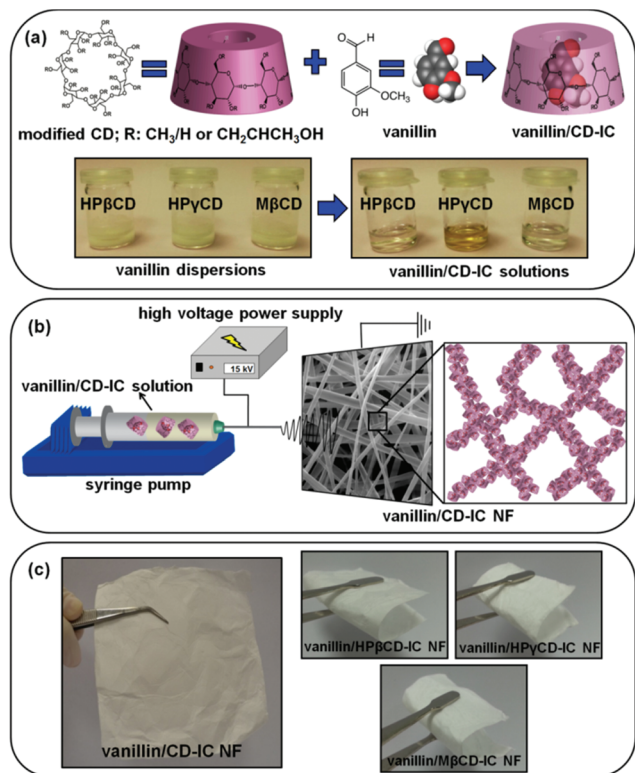 (a)
OR
CHO
H
O
OCH₃
OH
modified CD; R: CH₃/H or CH₂CHCH₃OH
vanillin
vanillin/CD-IC
HPβCD HPγCD MβCD
HPβCD HPγCD MβCD
vanillin dispersions
vanillin/CD-IC solutions
(b)
high voltage power supply
15 kV
vanillin/CD-IC solution
syringe pump
vanillin/CD-IC NF
(c)
vanillin/CD-IC NF
vanillin/HPβCD-IC NF
vanillin/HPγCD-IC NF
vanillin/MβCD-IC NF